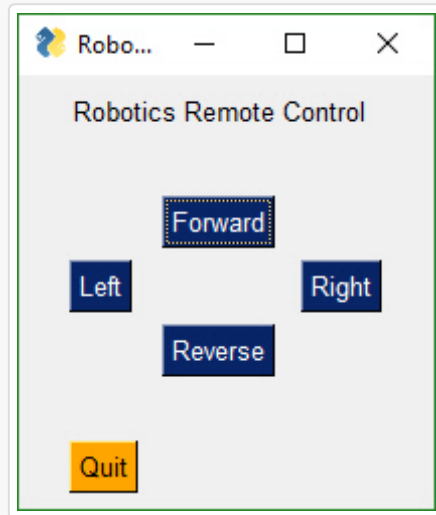 Robo...
Robotics Remote Control
Forward
Left Right
Reverse
Quit